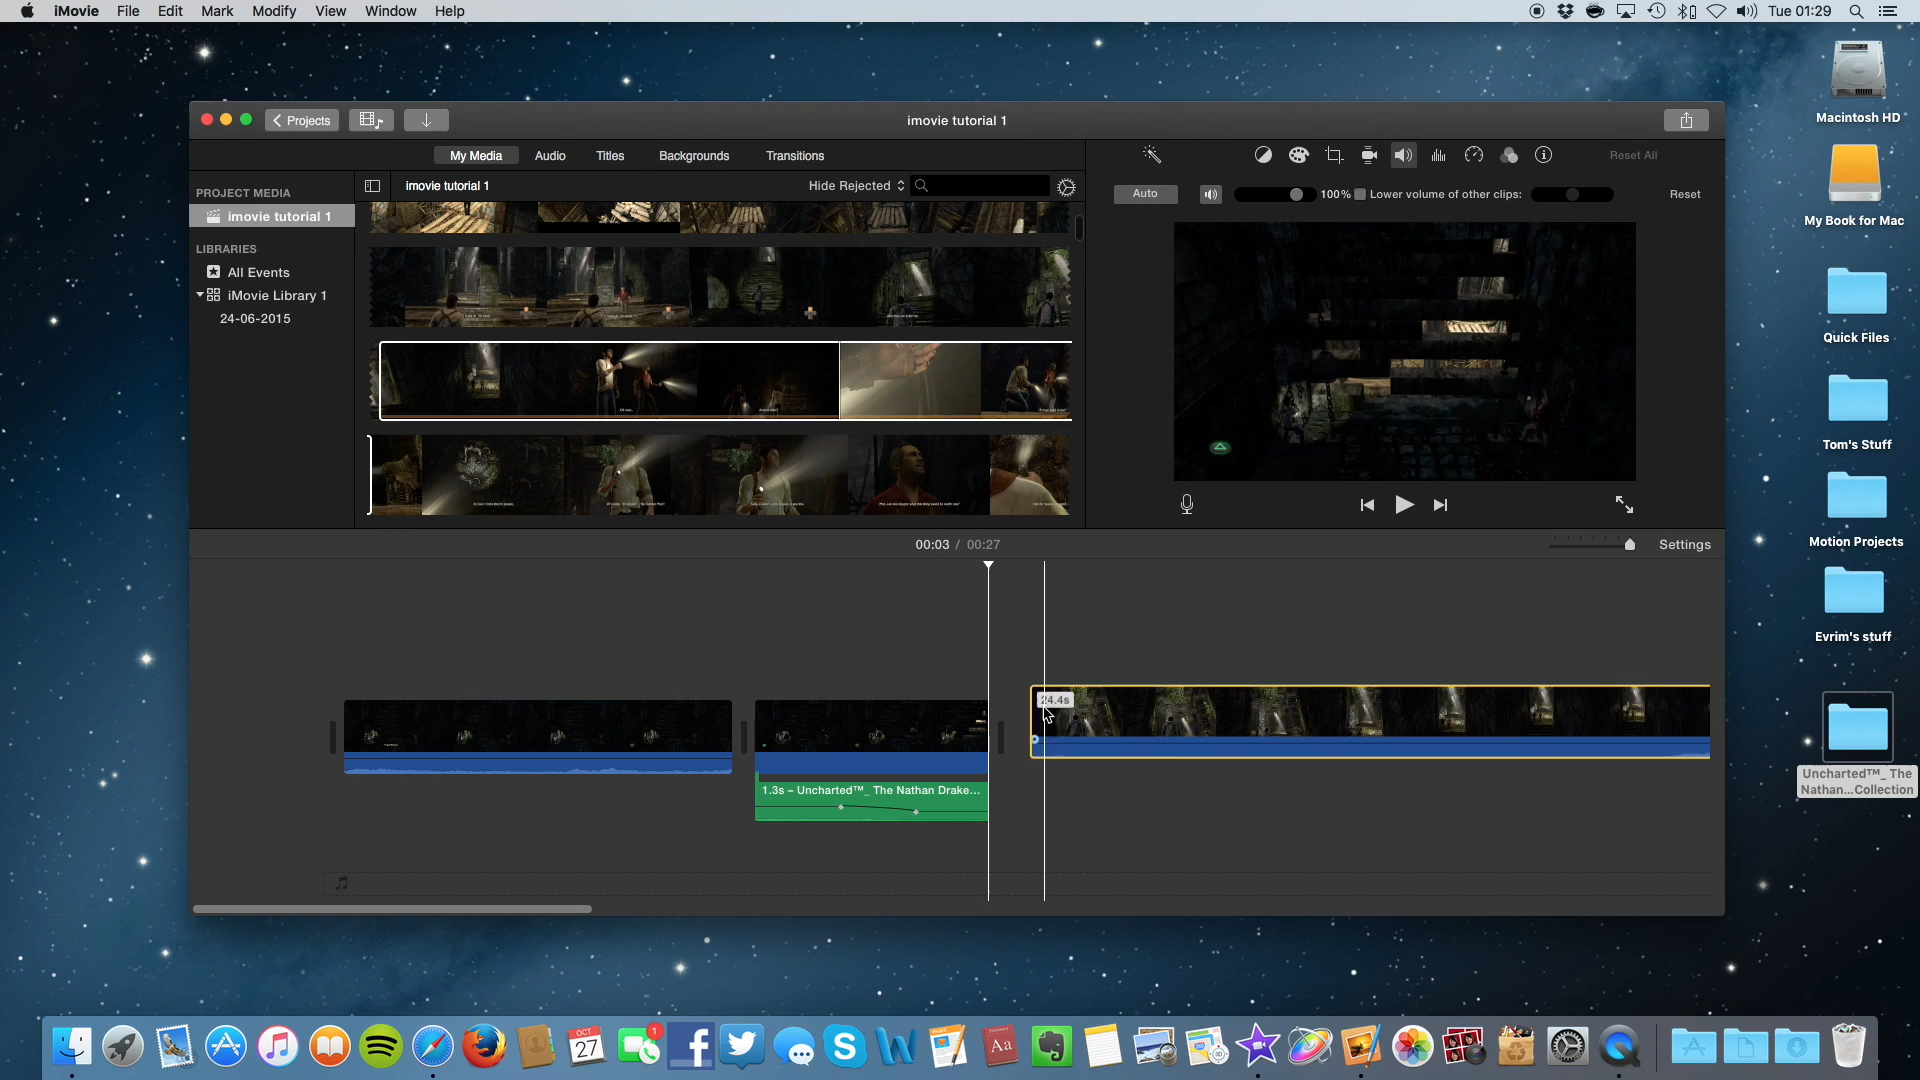 iMovie File Edit Mark Modify View Window Help
Tue 01:29
Projects
imovie tutorial 1
My Media Audio Titles Backgrounds Transitions
Reset All
PROJECT MEDIA
imovie tutorial 1
LIBRARIES
All Events
iMovie Library 1
24-06-2015
imovie tutorial 1
Hide Rejected
Auto
100%
Lower volume of other clips:
Reset
00:03 / 00:27
Settings
24.4s
1.3s – Uncharted™_ The Nathan Drake...
Macintosh HD
My Book for Mac
Quick Files
Tom's Stuff
Motion Projects
Evrim's stuff
Uncharted™_ The
Nathan...Collection
OCT
27
1
Aa